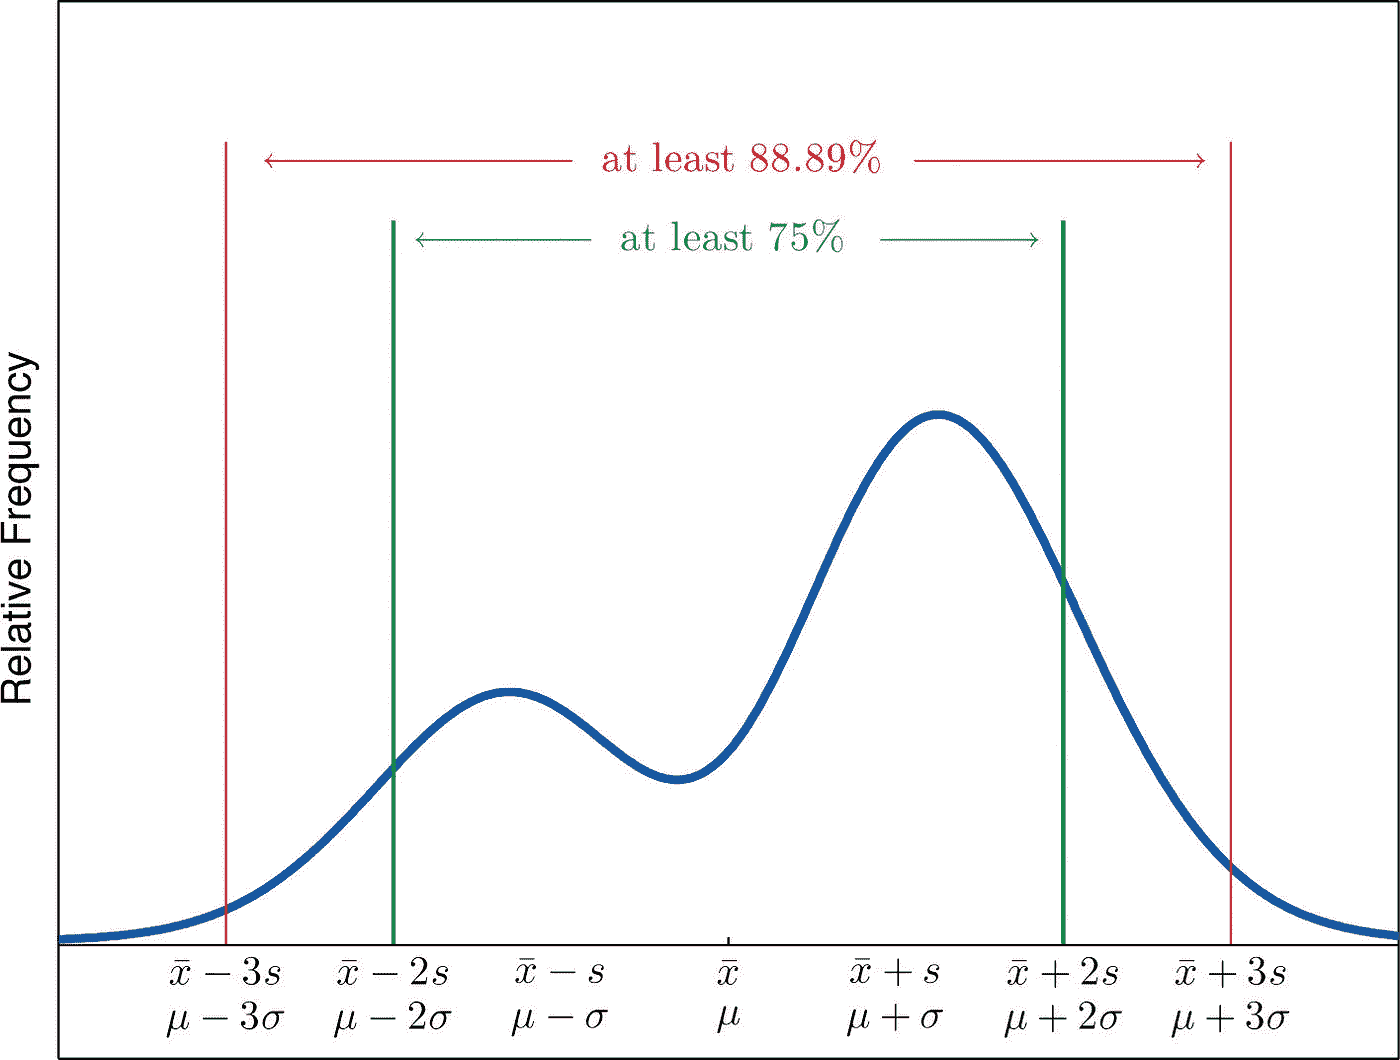 at least 88.89%
at least 75%
Relative Frequency
x̄ − 3s x̄ − 2s x̄ − s x̄ x̄ + s x̄ + 2s x̄ + 3s
μ − 3σ μ − 2σ μ − σ μ μ + σ μ + 2σ μ + 3σ